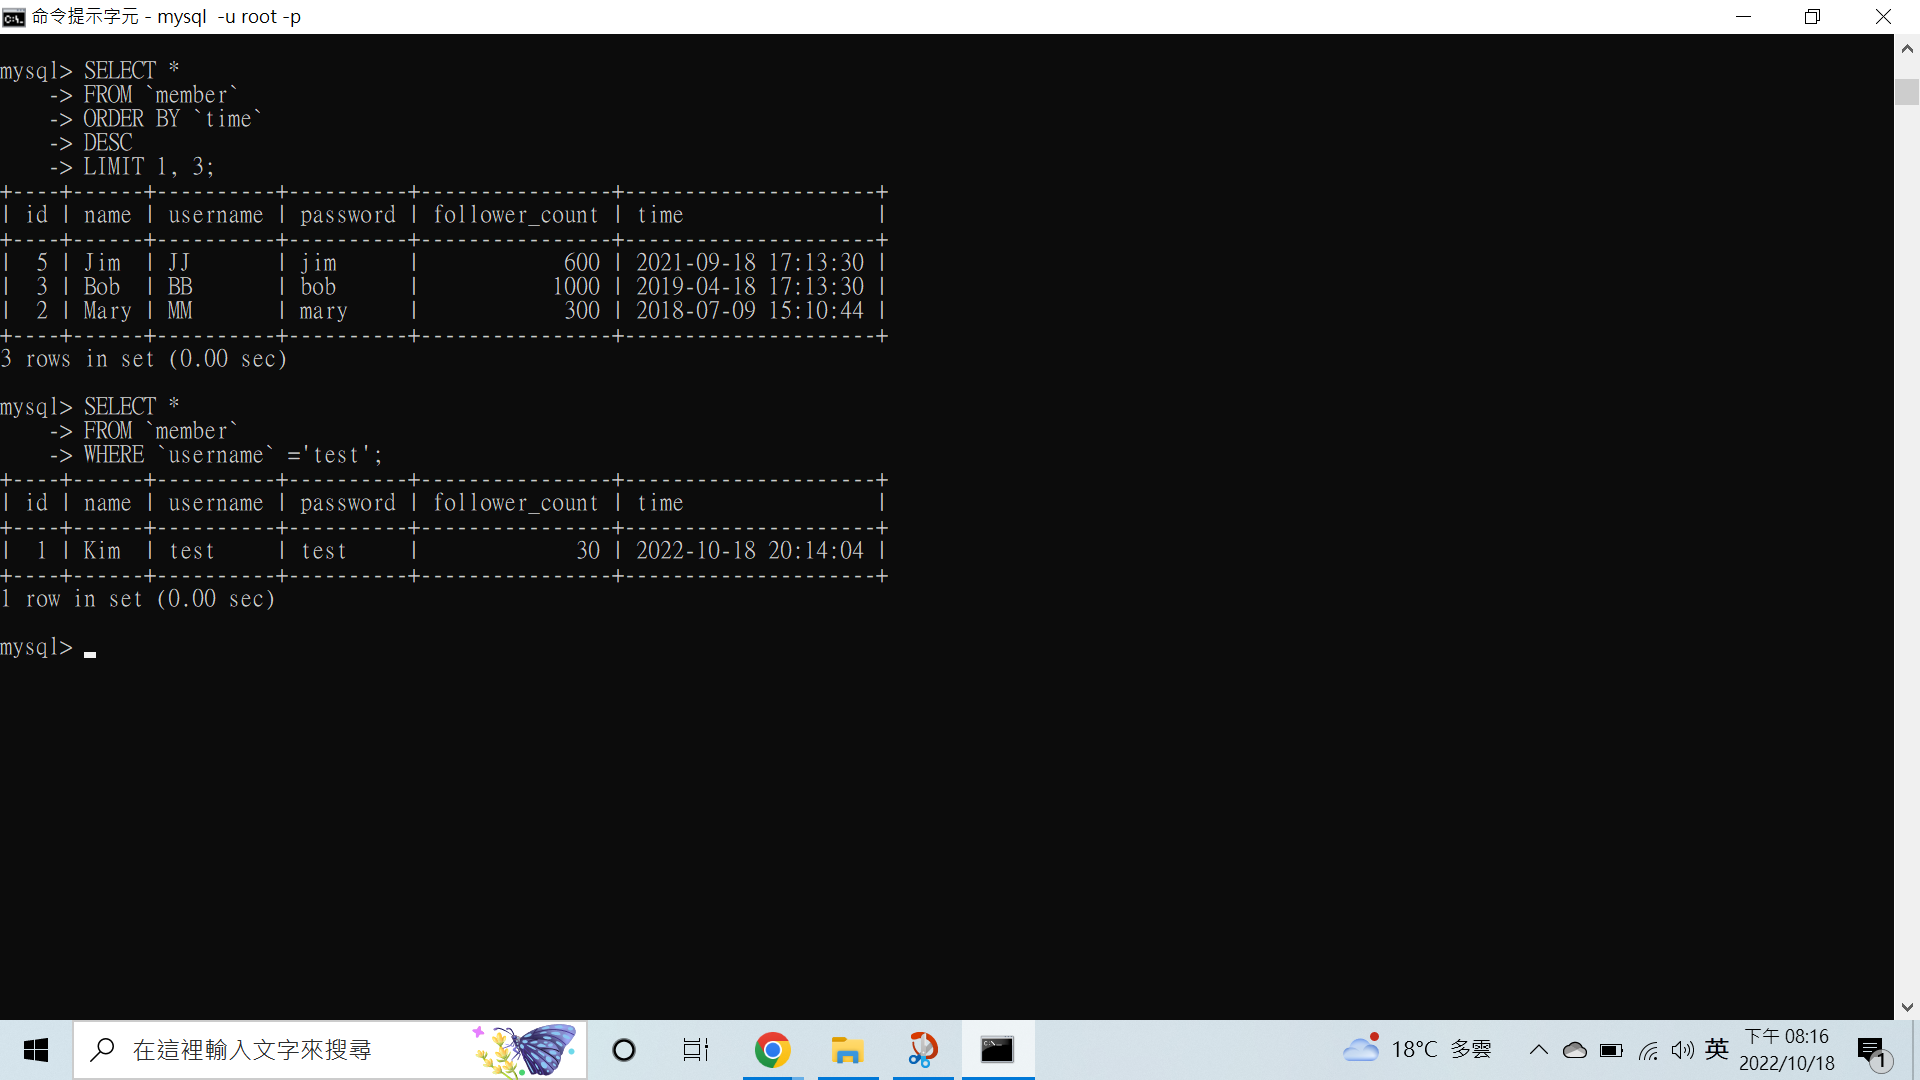 命令提示字元 - mysql  -u root -p
mysql> SELECT *
    -> FROM `member`
    -> ORDER BY `time`
    -> DESC
    -> LIMIT 1, 3;
+----+------+----------+----------+----------------+---------------------+
| id | name | username | password | follower_count | time                |
+----+------+----------+----------+----------------+---------------------+
|  5 | Jim  | JJ       | jim      |            600 | 2021-09-18 17:13:30 |
|  3 | Bob  | BB       | bob      |           1000 | 2019-04-18 17:13:30 |
|  2 | Mary | MM       | mary     |            300 | 2018-07-09 15:10:44 |
+----+------+----------+----------+----------------+---------------------+
3 rows in set (0.00 sec)
mysql> SELECT *
    -> FROM `member`
    -> WHERE `username` ='test';
+----+------+----------+----------+----------------+---------------------+
| id | name | username | password | follower_count | time                |
+----+------+----------+----------+----------------+---------------------+
|  1 | Kim  | test     | test     |             30 | 2022-10-18 20:14:04 |
+----+------+----------+----------+----------------+---------------------+
1 row in set (0.00 sec)
mysql>
在這裡輸入文字來搜尋
18°C 多雲
英
下午 08:16
2022/10/18
1